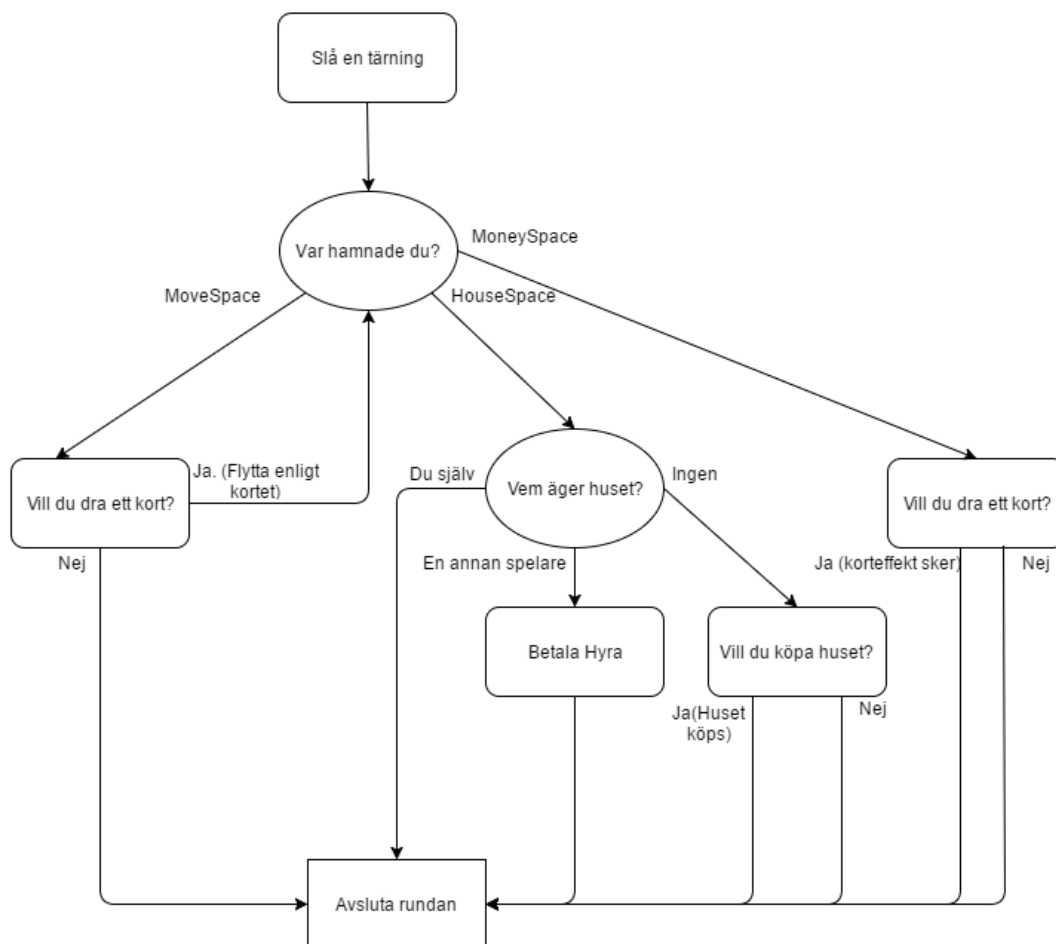 Slå en tärning
Var hamnade du?
MoneySpace
MoveSpace
HouseSpace
Ja. (Flytta enligt
kortet)
Du själv
Ingen
Vill du dra ett kort?
Vem äger huset?
Vill du dra ett kort?
Nej
En annan spelare
Ja (korteffekt sker)
Nej
Betala Hyra
Vill du köpa huset?
Ja(Huset
köps)
Nej
Avsluta rundan